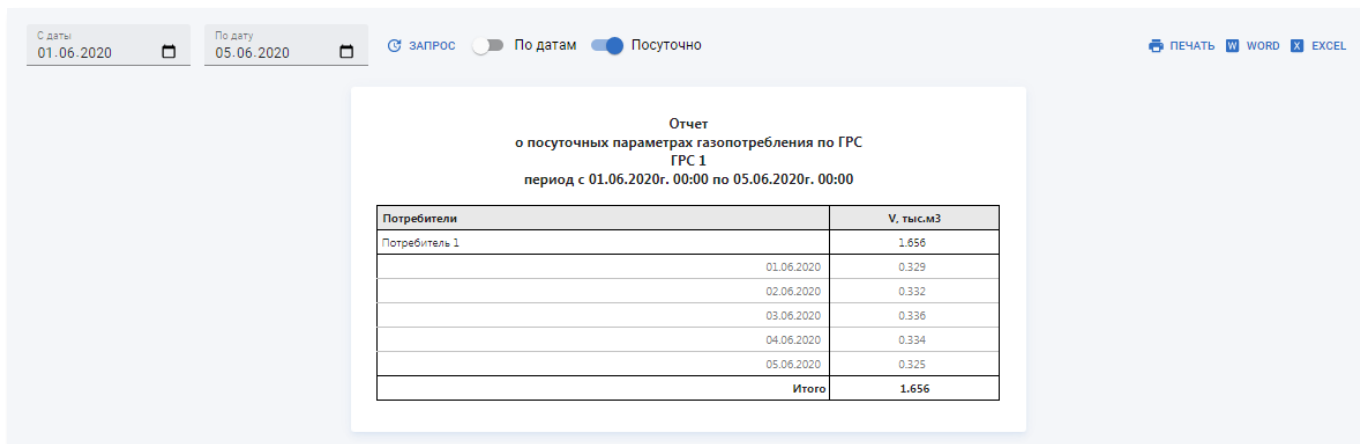 С даты
01.06.2020
По дату
05.06.2020
ЗАПРОС
По датам
Посуточно
ПЕЧАТЬ
W WORD
X EXCEL
Отчет
о посуточных параметрах газопотребления по ГРС
ГРС 1
период с 01.06.2020г. 00:00 по 05.06.2020г. 00:00
Потребители V, тыс.м3
Потребитель 1 1.656
01.06.2020 0.329
02.06.2020 0.332
03.06.2020 0.336
04.06.2020 0.334
05.06.2020 0.325
Итого 1.656